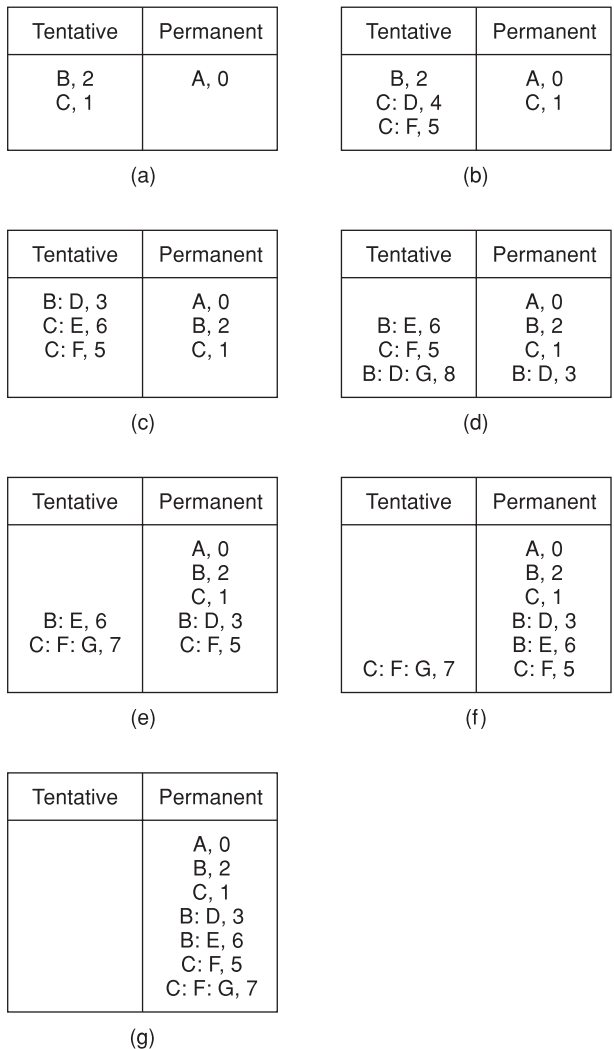 Tentative Permanent
B, 2 A, 0
C, 1
(a)
Tentative Permanent
B, 2 A, 0
C: D, 4 C, 1
C: F, 5
(b)
Tentative Permanent
B: D, 3 A, 0
C: E, 6 B, 2
C: F, 5 C, 1
(c)
Tentative Permanent
A, 0
B: E, 6 B, 2
C: F, 5 C, 1
B: D: G, 8 B: D, 3
(d)
Tentative Permanent
A, 0
B, 2
C, 1
B: E, 6 B: D, 3
C: F: G, 7 C: F, 5
(e)
Tentative Permanent
A, 0
B, 2
C, 1
B: D, 3
B: E, 6
C: F: G, 7 C: F, 5
(f)
Tentative Permanent
A, 0
B, 2
C, 1
B: D, 3
B: E, 6
C: F, 5
C: F: G, 7
(g)